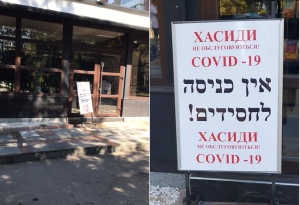 ХАСИДИ
НЕ ОБСЛУГОВУЮТЬСЯ!
COVID -19
אין כניסה
לחסידים!
ХАСИДИ
НЕ ОБСЛУГОВУЮТЬСЯ!
COVID -19